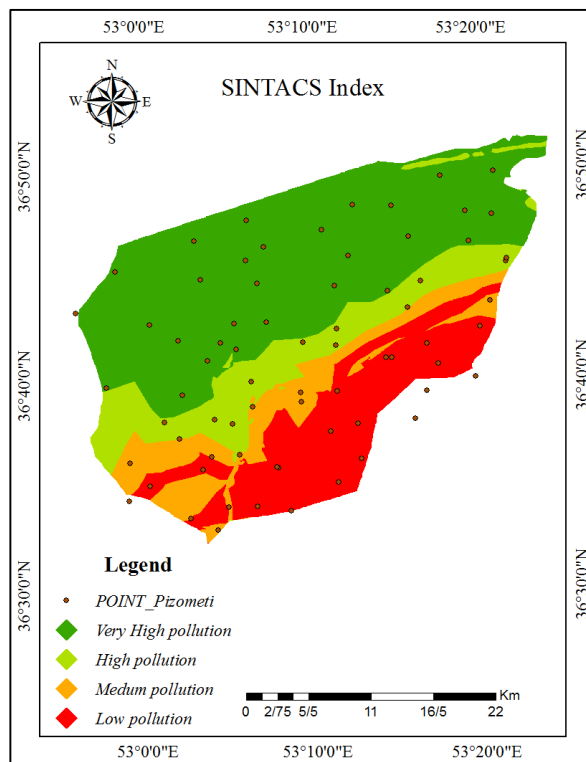 53°0'0"E 53°10'0"E 53°20'0"E
N
W E
S
SINTACS Index
36°50'0"N 36°50'0"N
36°40'0"N 36°40'0"N
36°30'0"N 36°30'0"N
Legend
POINT_Pizometi
Very High pollution
High pollution
Medum pollution
Low pollution
Km
0 2/75 5/5 11 16/5 22
53°0'0"E 53°10'0"E 53°20'0"E